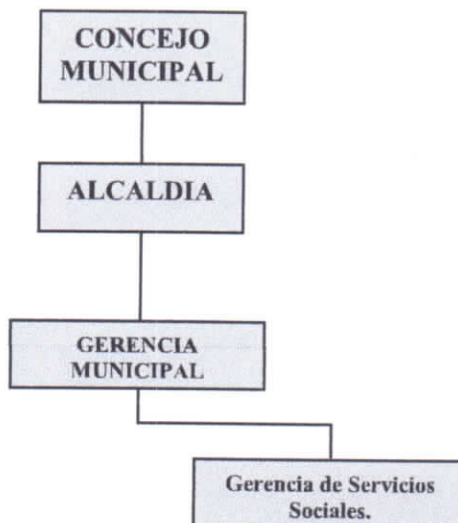 CONCEJO
MUNICIPAL
ALCALDIA
GERENCIA
MUNICIPAL
Gerencia de Servicios
Sociales.